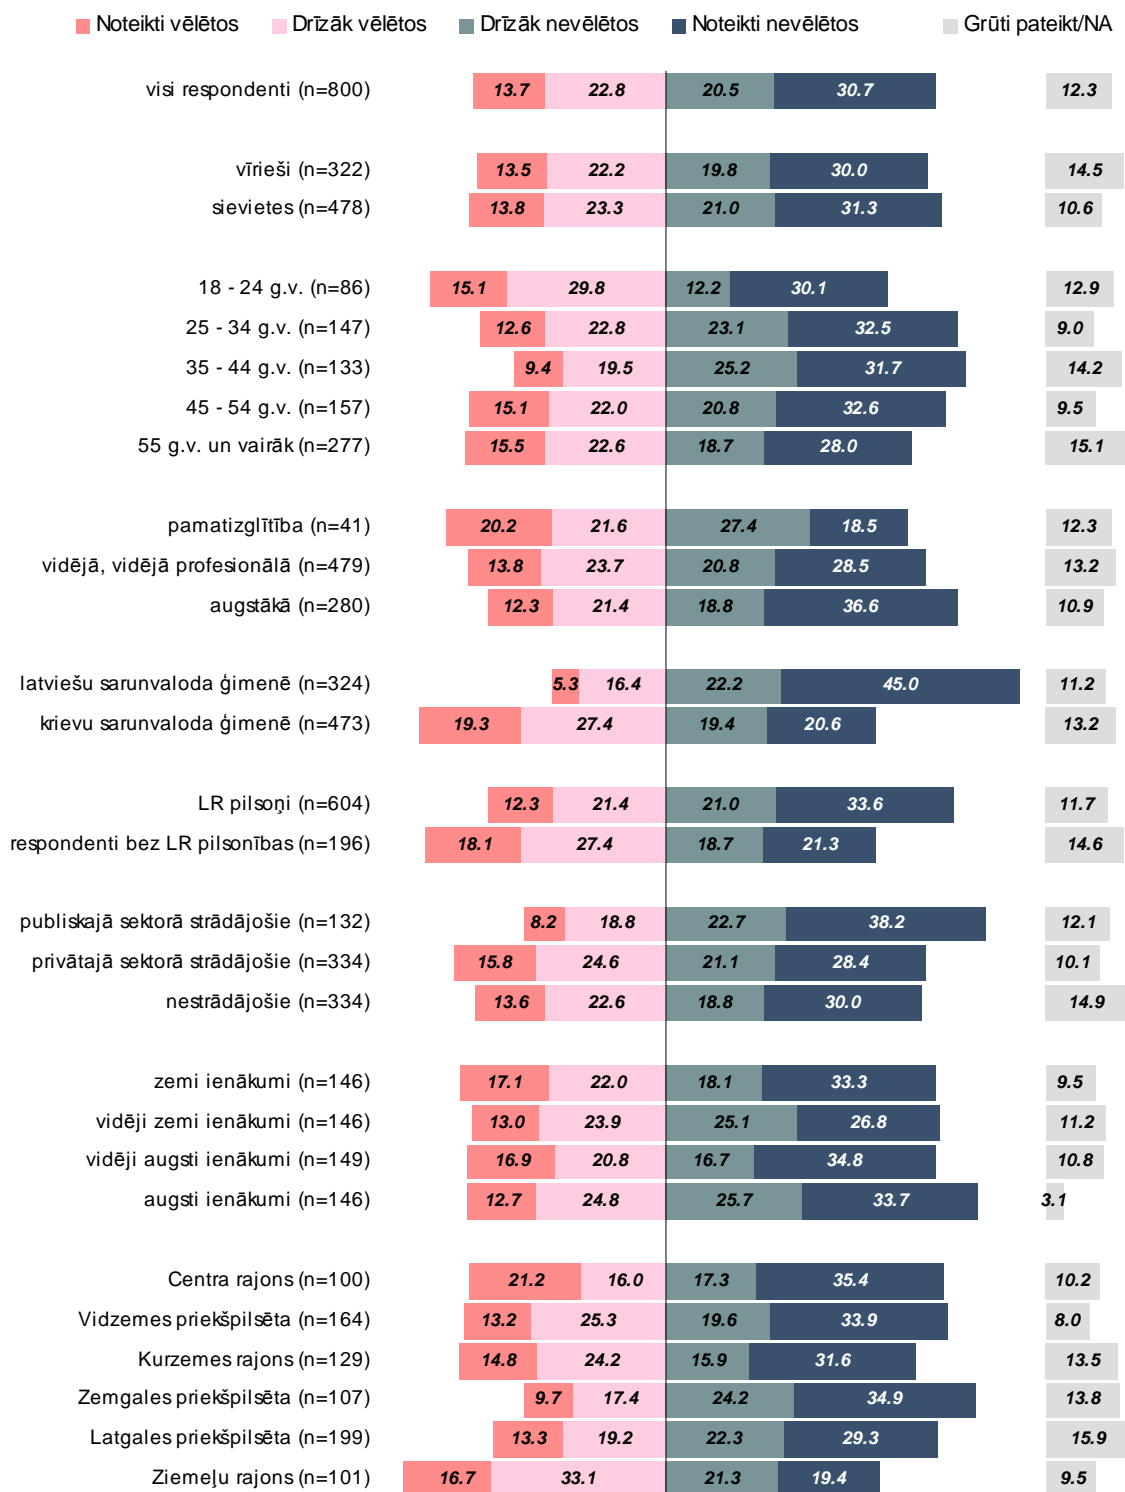 Noteikti vēlētos Drīzāk vēlētos Drīzāk nevēlētos Noteikti nevēlētos Grūti pateikt/NA
visi respondenti (n=800) 13.7 22.8 20.5 30.7 12.3
vīrieši (n=322) 13.5 22.2 19.8 30.0 14.5
sievietes (n=478) 13.8 23.3 21.0 31.3 10.6
18 - 24 g.v. (n=86) 15.1 29.8 12.2 30.1 12.9
25 - 34 g.v. (n=147) 12.6 22.8 23.1 32.5 9.0
35 - 44 g.v. (n=133) 9.4 19.5 25.2 31.7 14.2
45 - 54 g.v. (n=157) 15.1 22.0 20.8 32.6 9.5
55 g.v. un vairāk (n=277) 15.5 22.6 18.7 28.0 15.1
pamatizglītība (n=41) 20.2 21.6 27.4 18.5 12.3
vidējā, vidējā profesionālā (n=479) 13.8 23.7 20.8 28.5 13.2
augstākā (n=280) 12.3 21.4 18.8 36.6 10.9
latviešu sarunvaloda ģimenē (n=324) 5.3 16.4 22.2 45.0 11.2
krievu sarunvaloda ģimenē (n=473) 19.3 27.4 19.4 20.6 13.2
LR pilsoņi (n=604) 12.3 21.4 21.0 33.6 11.7
respondenti bez LR pilsonības (n=196) 18.1 27.4 18.7 21.3 14.6
publiskajā sektorā strādājošie (n=132) 8.2 18.8 22.7 38.2 12.1
privātajā sektorā strādājošie (n=334) 15.8 24.6 21.1 28.4 10.1
nestrādājošie (n=334) 13.6 22.6 18.8 30.0 14.9
zemi ienākumi (n=146) 17.1 22.0 18.1 33.3 9.5
vidēji zemi ienākumi (n=146) 13.0 23.9 25.1 26.8 11.2
vidēji augsti ienākumi (n=149) 16.9 20.8 16.7 34.8 10.8
augsti ienākumi (n=146) 12.7 24.8 25.7 33.7 3.1
Centra rajons (n=100) 21.2 16.0 17.3 35.4 10.2
Vidzemes priekšpilsēta (n=164) 13.2 25.3 19.6 33.9 8.0
Kurzemes rajons (n=129) 14.8 24.2 15.9 31.6 13.5
Zemgales priekšpilsēta (n=107) 9.7 17.4 24.2 34.9 13.8
Latgales priekšpilsēta (n=199) 13.3 19.2 22.3 29.3 15.9
Ziemeļu rajons (n=101) 16.7 33.1 21.3 19.4 9.5